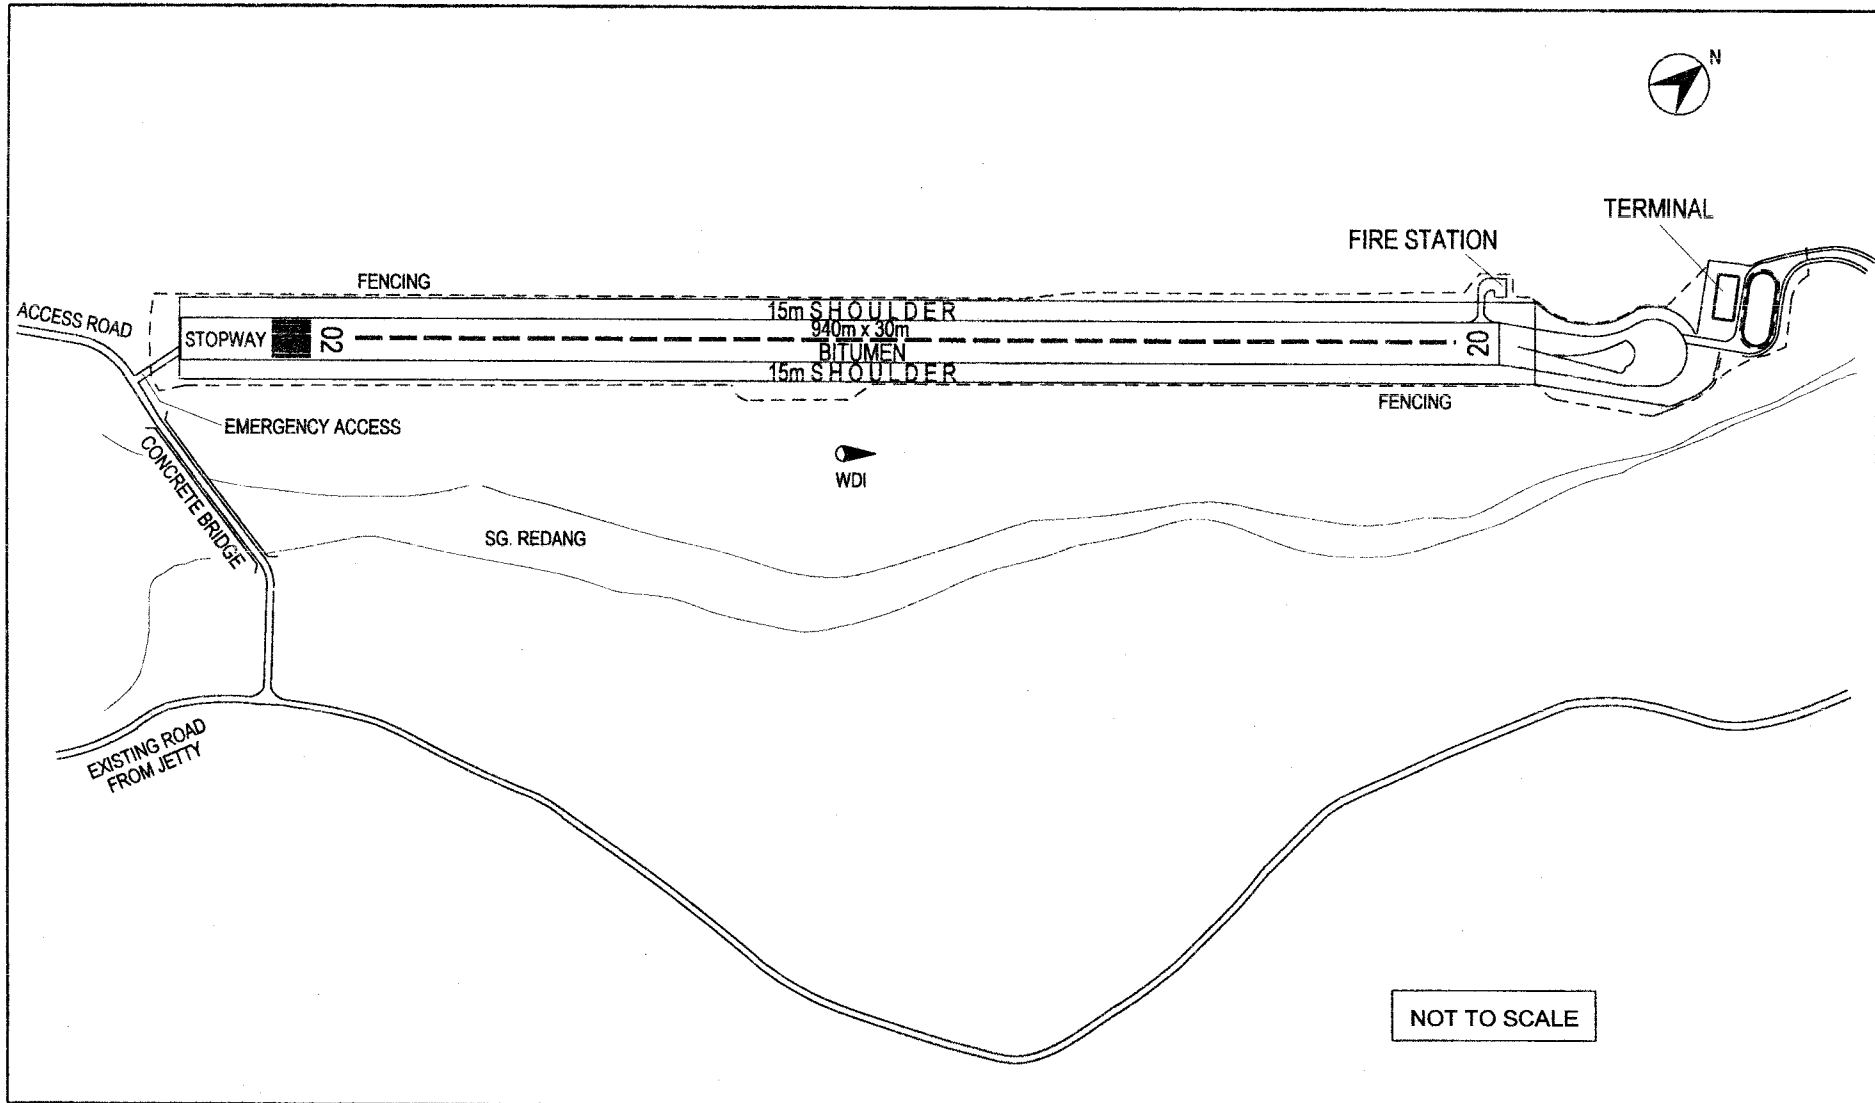 N
TERMINAL
FIRE STATION
FENCING
ACCESS ROAD
15m SHOULDER
940m x 30m
STOPWAY
02
20
BITUMEN
15m SHOULDER
FENCING
EMERGENCY ACCESS
CONCRETE BRIDGE
WDI
SG. REDANG
EXISTING ROAD
FROM JETTY
NOT TO SCALE